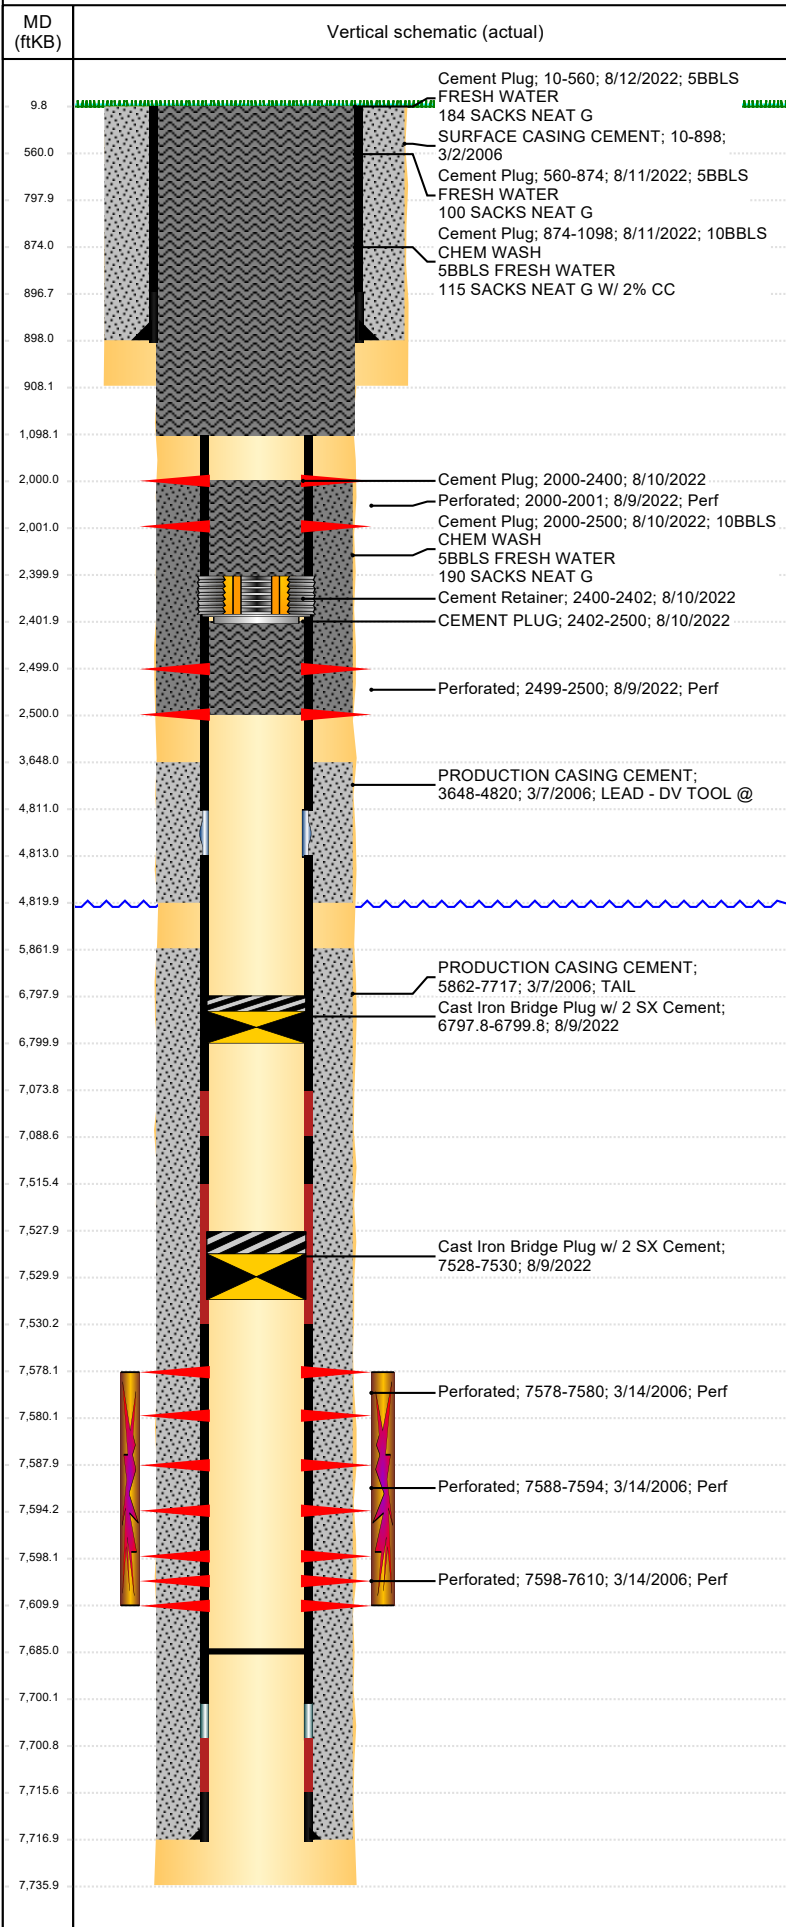 MD
(ftKB)
Vertical schematic (actual)
9.8
560.0
797.9
874.0
896.7
898.0
908.1
1,098.1
2,000.0
2,001.0
2,399.9
2,401.9
2,499.0
2,500.0
3,648.0
4,811.0
4,813.0
4,819.9
5,861.9
6,797.9
6,799.9
7,073.8
7,088.6
7,515.4
7,527.9
7,529.9
7,530.2
7,578.1
7,580.1
7,587.9
7,594.2
7,598.1
7,609.9
7,685.0
7,700.1
7,700.8
7,715.6
7,716.9
7,735.9
Cement Plug; 10-560; 8/12/2022; 5BBLS
FRESH WATER
184 SACKS NEAT G
SURFACE CASING CEMENT; 10-898;
3/2/2006
Cement Plug; 560-874; 8/11/2022; 5BBLS
FRESH WATER
100 SACKS NEAT G
Cement Plug; 874-1098; 8/11/2022; 10BBLS
CHEM WASH
5BBLS FRESH WATER
115 SACKS NEAT G W/ 2% CC
Cement Plug; 2000-2400; 8/10/2022
Perforated; 2000-2001; 8/9/2022; Perf
Cement Plug; 2000-2500; 8/10/2022; 10BBLS
CHEM WASH
5BBLS FRESH WATER
190 SACKS NEAT G
Cement Retainer; 2400-2402; 8/10/2022
CEMENT PLUG; 2402-2500; 8/10/2022
Perforated; 2499-2500; 8/9/2022; Perf
PRODUCTION CASING CEMENT;
3648-4820; 3/7/2006; LEAD - DV TOOL @
PRODUCTION CASING CEMENT;
5862-7717; 3/7/2006; TAIL
Cast Iron Bridge Plug w/ 2 SX Cement;
6797.8-6799.8; 8/9/2022
Cast Iron Bridge Plug w/ 2 SX Cement;
7528-7530; 8/9/2022
Perforated; 7578-7580; 3/14/2006; Perf
Perforated; 7588-7594; 3/14/2006; Perf
Perforated; 7598-7610; 3/14/2006; Perf